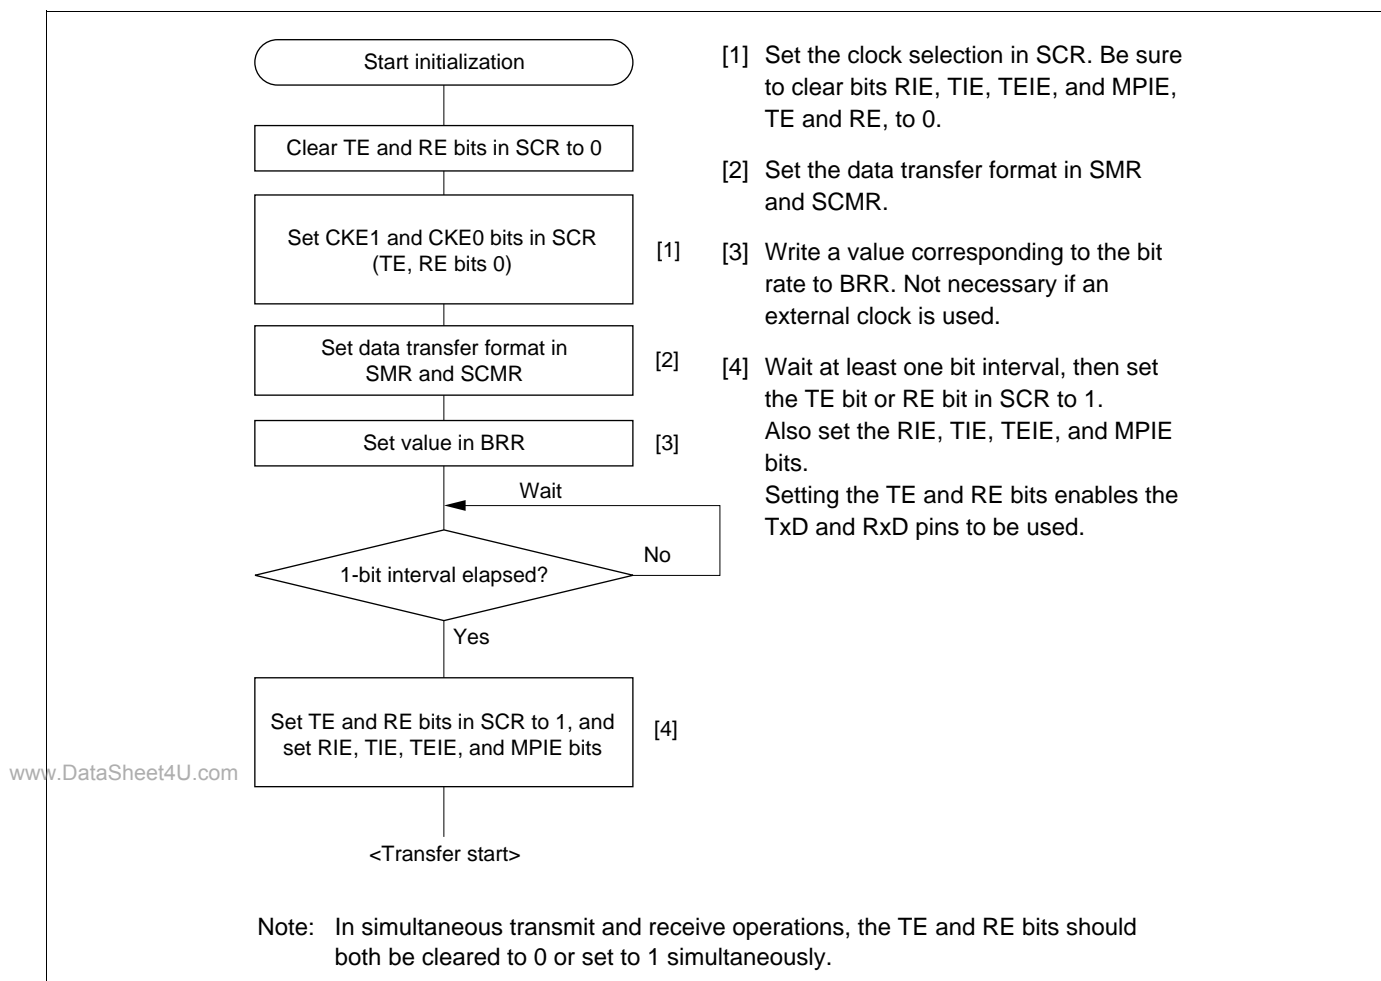 Start initialization
Clear TE and RE bits in SCR to 0
Set CKE1 and CKE0 bits in SCR
(TE, RE bits 0)
[1]
Set data transfer format in
SMR and SCMR
[2]
Set value in BRR
[3]
Wait
No
1-bit interval elapsed?
Yes
Set TE and RE bits in SCR to 1, and
set RIE, TIE, TEIE, and MPIE bits
[4]
<Transfer start>
[1] Set the clock selection in SCR. Be sure
to clear bits RIE, TIE, TEIE, and MPIE,
TE and RE, to 0.
[2] Set the data transfer format in SMR
and SCMR.
[3] Write a value corresponding to the bit
rate to BRR. Not necessary if an
external clock is used.
[4] Wait at least one bit interval, then set
the TE bit or RE bit in SCR to 1.
Also set the RIE, TIE, TEIE, and MPIE
bits.
Setting the TE and RE bits enables the
TxD and RxD pins to be used.
www.DataSheet4U.com
Note: In simultaneous transmit and receive operations, the TE and RE bits should
both be cleared to 0 or set to 1 simultaneously.